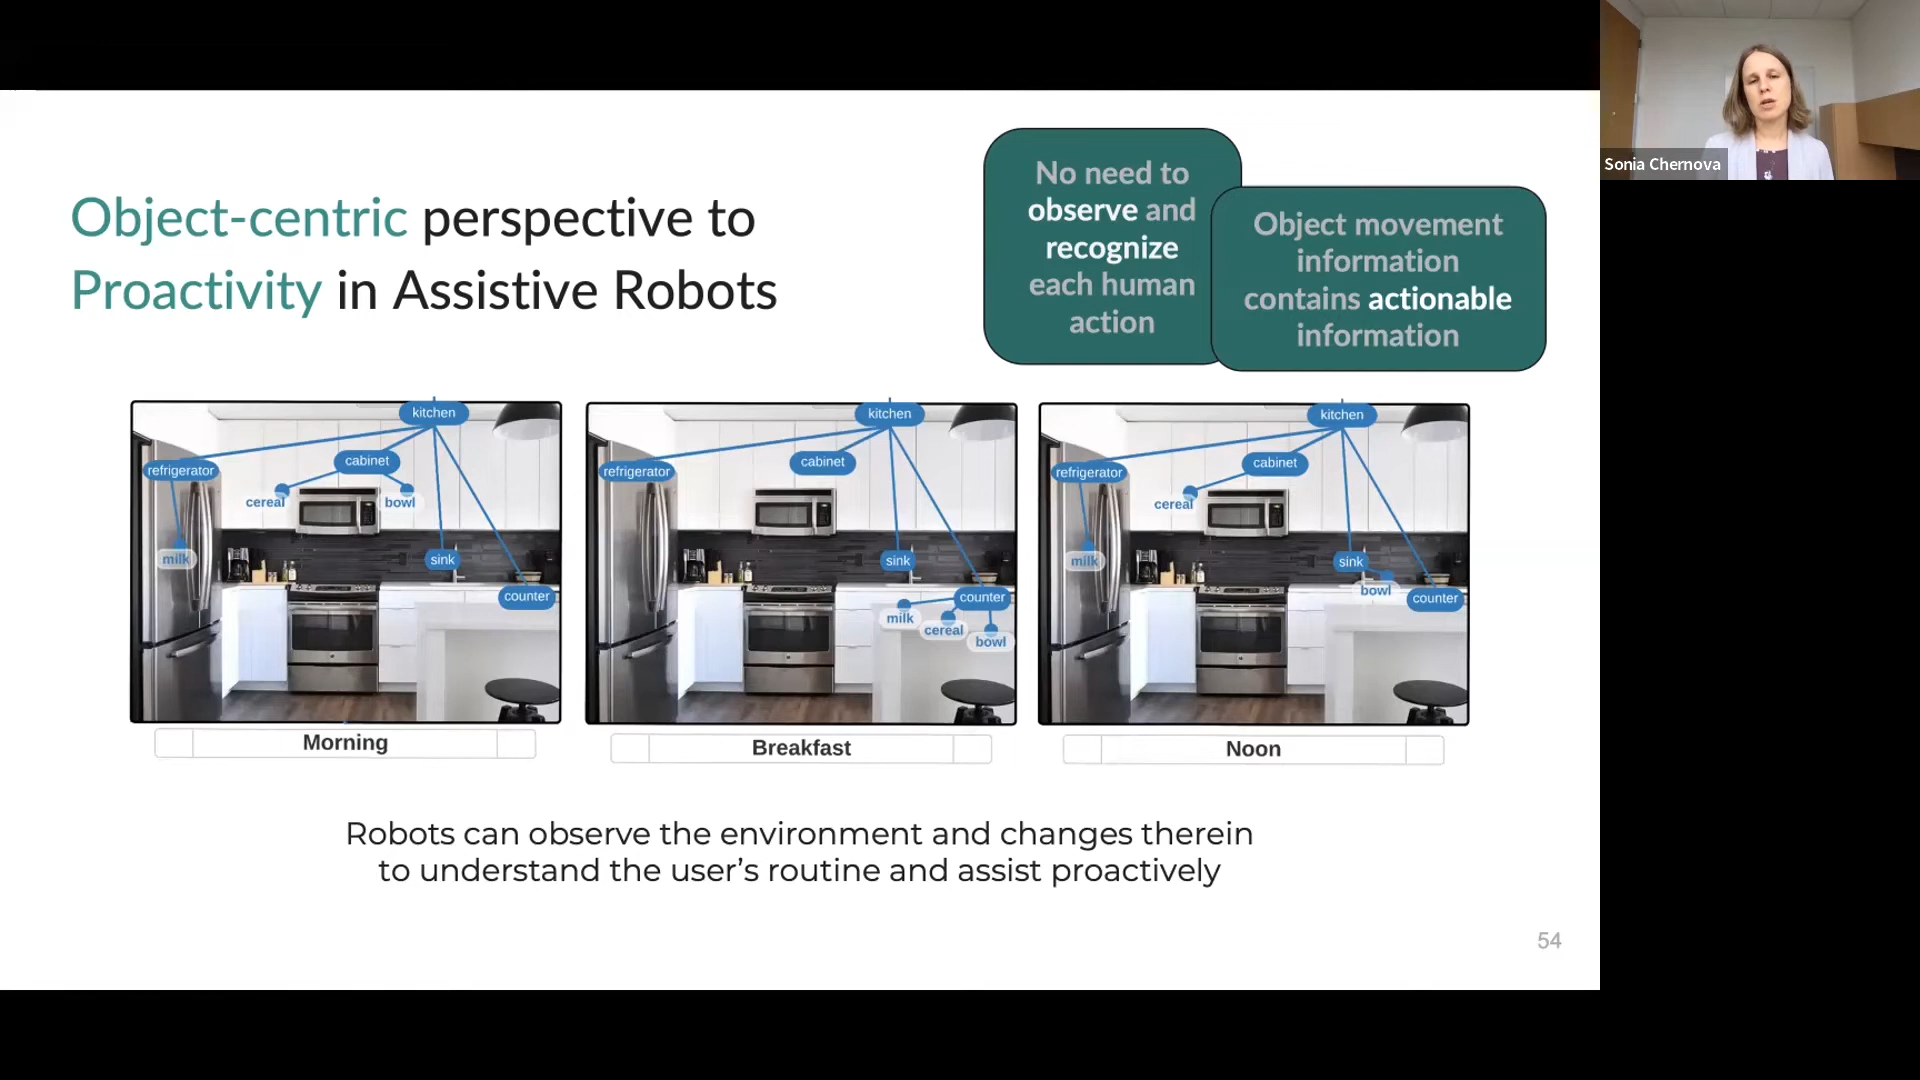 Sonia Chernova
Object-centric perspective to
Proactivity in Assistive Robots
No need to
observe and
recognize
each human
action
Object movement
information
contains actionable
information
kitchen
refrigerator
cabinet
cereal
bowl
milk
sink
counter
Morning
kitchen
refrigerator
cabinet
sink
counter
milk
cereal
bowl
Breakfast
kitchen
refrigerator
cabinet
cereal
milk
sink
bowl
counter
Noon
Robots can observe the environment and changes therein
to understand the user's routine and assist proactively
54